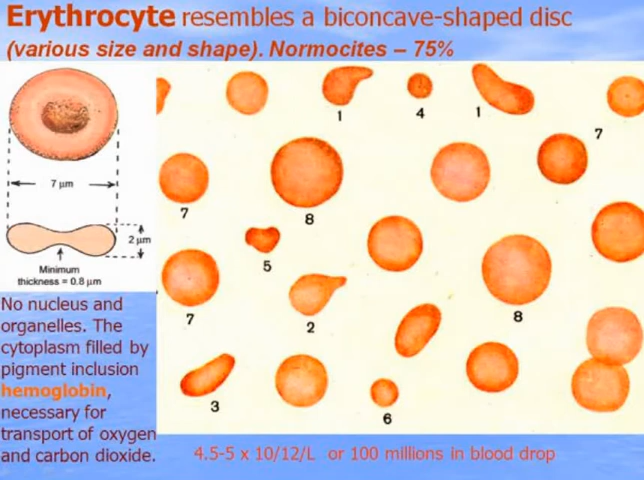 Erythrocyte resembles a biconcave-shaped disc
(various size and shape). Normocites – 75%
7 µm
2 µm
Minimum
thickness = 0.8 µm
No nucleus and
organelles. The
cytoplasm filled by
pigment inclusion
hemoglobin,
necessary for
transport of oxygen
and carbon dioxide.
1
4
1
7
7
8
5
7
2
8
3
6
4.5-5 x 10/12/L or 100 millions in blood drop